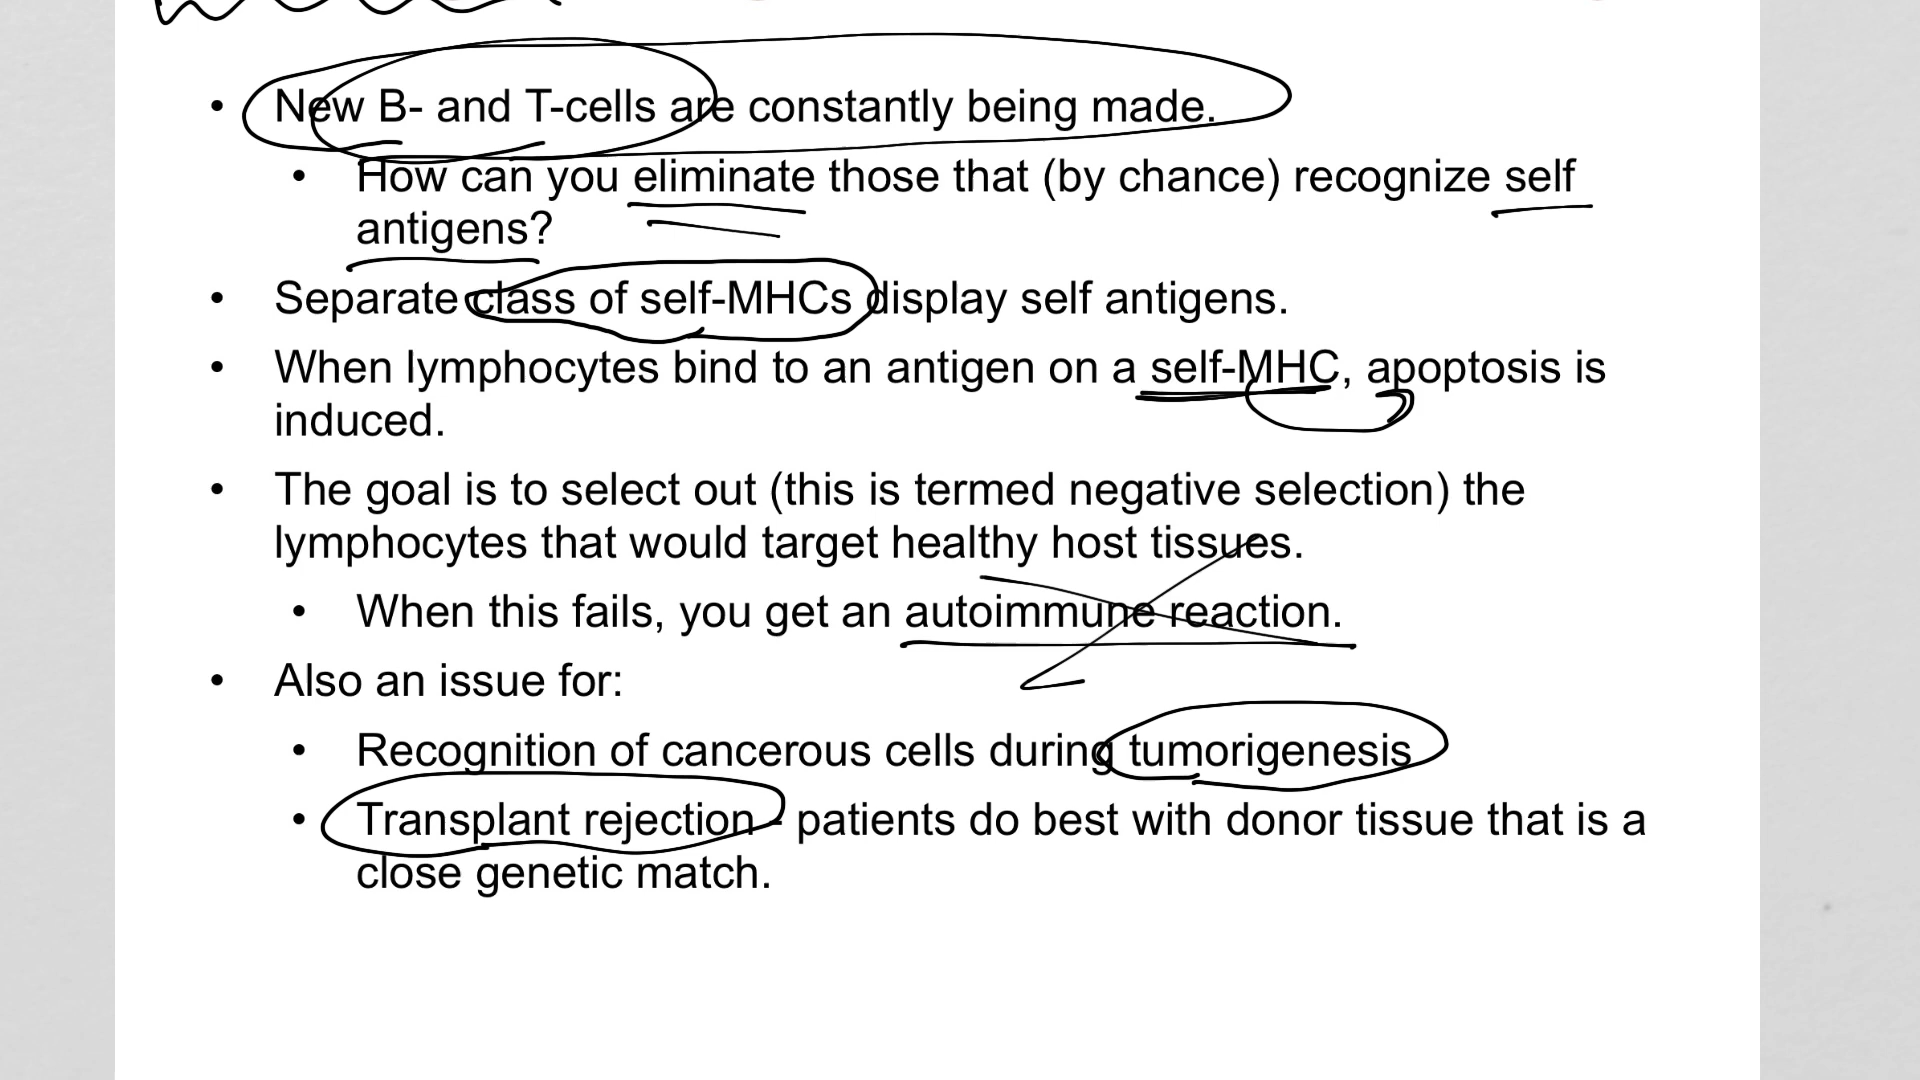 • New B- and T-cells are constantly being made.
• How can you eliminate those that (by chance) recognize self
antigens?
• Separate class of self-MHCs display self antigens.
• When lymphocytes bind to an antigen on a self-MHC, apoptosis is
induced.
• The goal is to select out (this is termed negative selection) the
lymphocytes that would target healthy host tissues.
• When this fails, you get an autoimmune reaction.
• Also an issue for:
• Recognition of cancerous cells during tumorigenesis
• Transplant rejection - patients do best with donor tissue that is a
close genetic match.